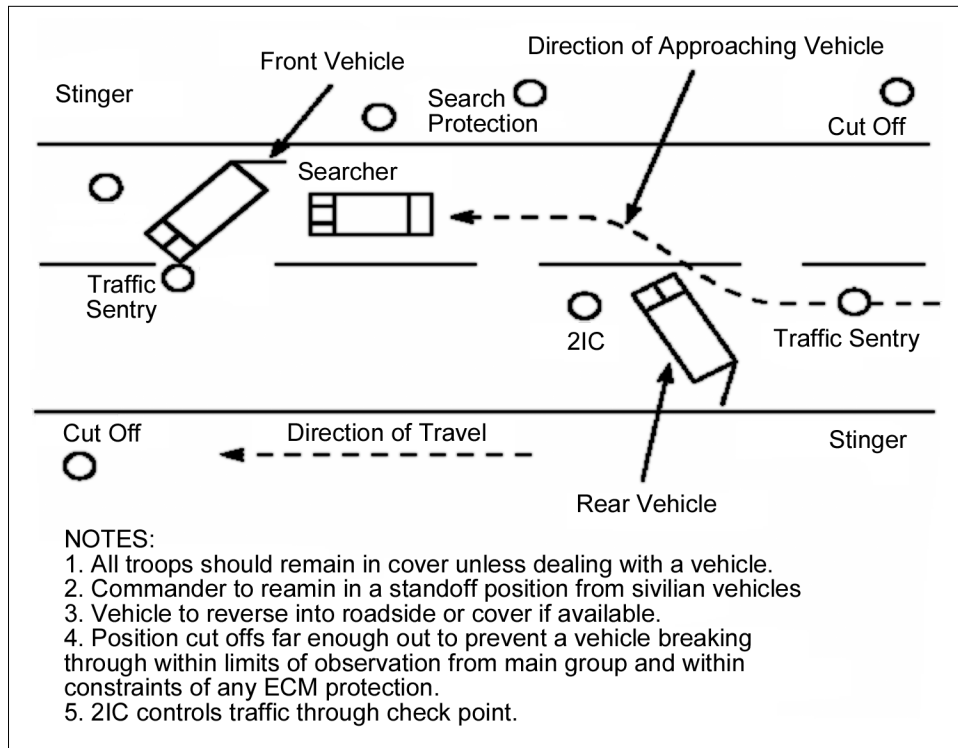 Direction of Approaching Vehicle
Front Vehicle
Stinger
Search
Protection
Cut Off
Searcher
Traffic
Sentry
2IC
Traffic Sentry
Cut Off
Direction of Travel
Stinger
Rear Vehicle
NOTES:
1. All troops should remain in cover unless dealing with a vehicle.
2. Commander to reamin in a standoff position from sivilian vehicles
3. Vehicle to reverse into roadside or cover if available.
4. Position cut offs far enough out to prevent a vehicle breaking
through within limits of observation from main group and within
constraints of any ECM protection.
5. 2IC controls traffic through check point.